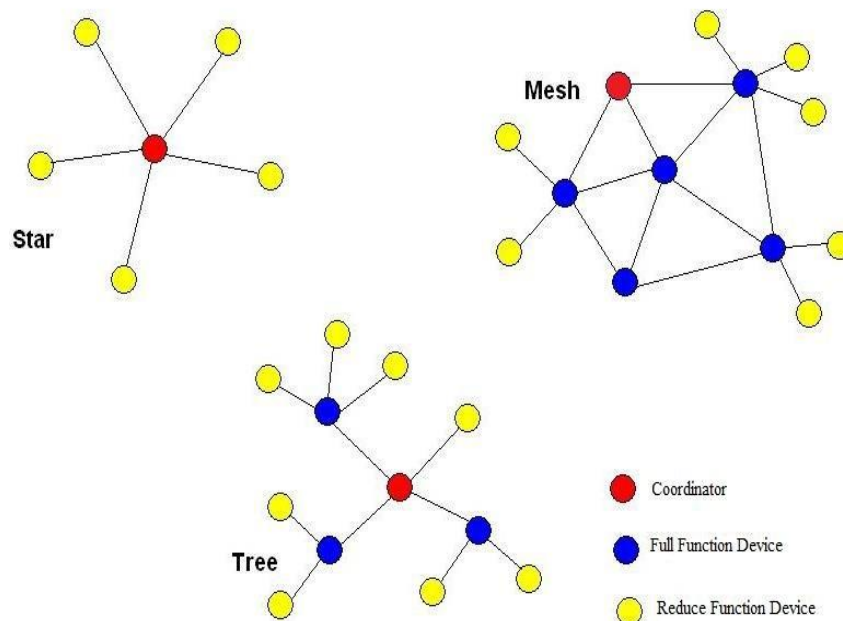 Mesh
Star
Tree
Coordinator
Full Function Device
Reduce Function Device